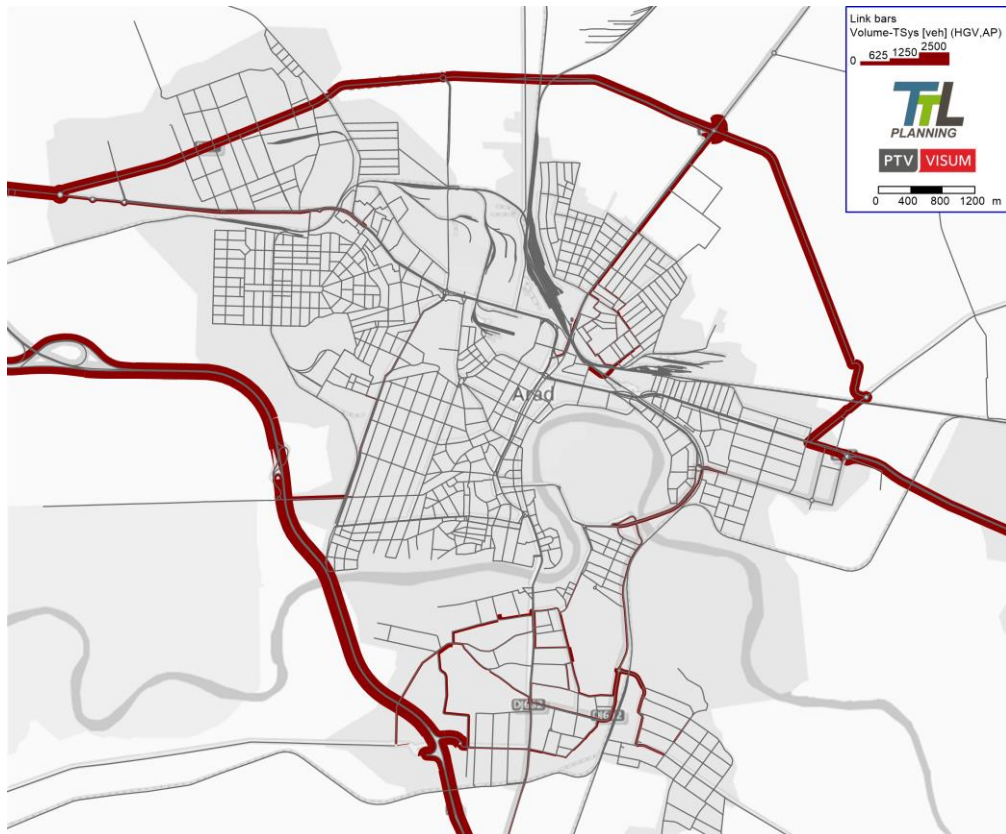 Link bars
Volume-TSys [veh] (HGV,AP)
0 625 1250 2500
TTL
PLANNING
PTV VISUM
0 400 800 1200 m
Arad